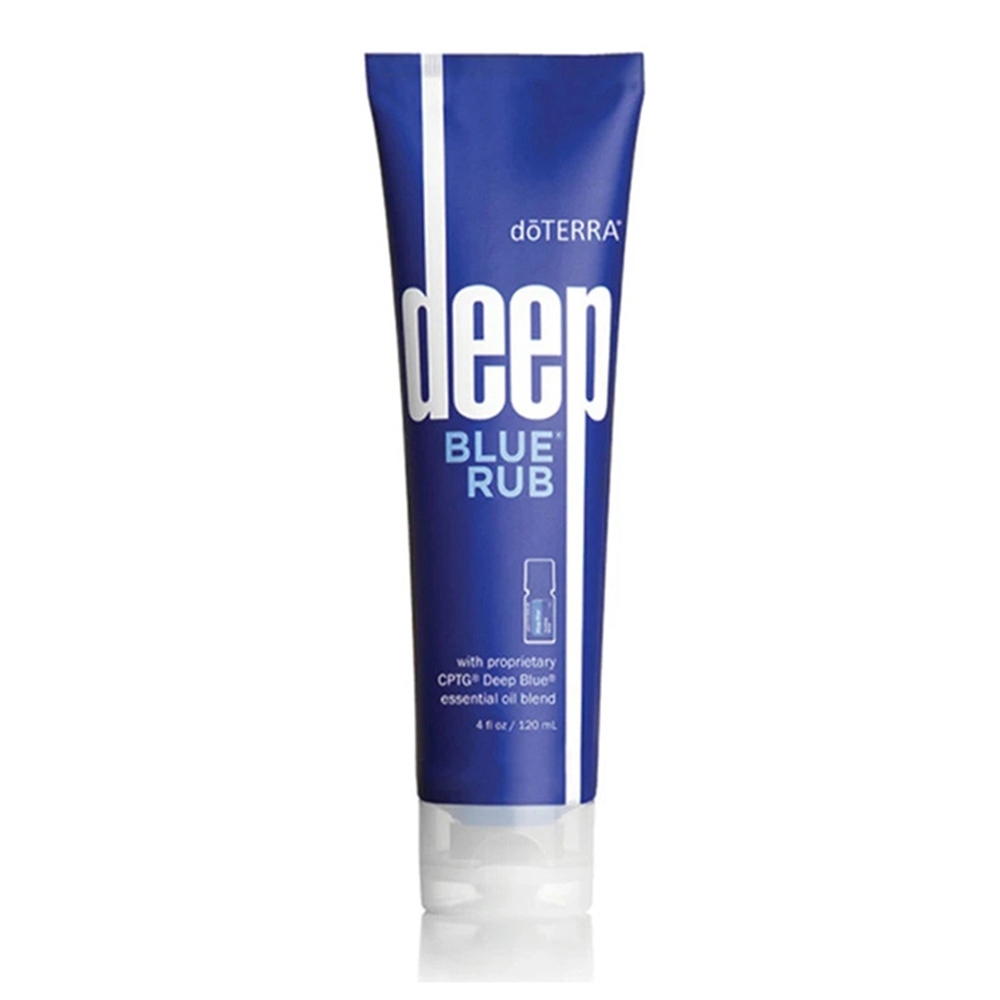 dōTERRA®
deep
BLUE®
RUB
with proprietary
CPTG® Deep Blue®
essential oil blend
4 fl oz / 120 mL